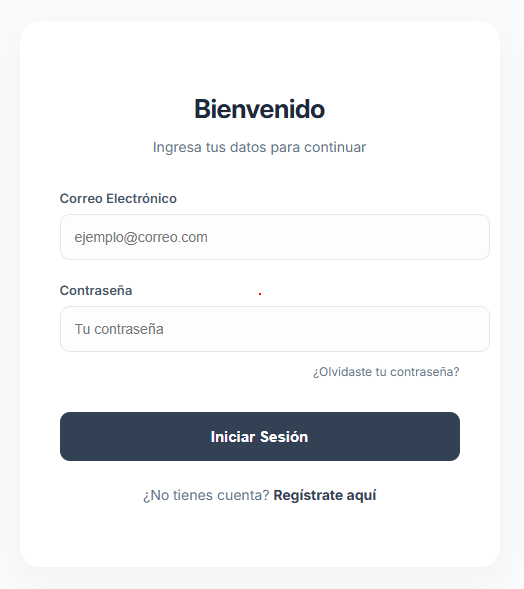 Bienvenido
Ingresa tus datos para continuar
Correo Electrónico
ejemplo@correo.com
Contraseña
Tu contraseña
¿Olvidaste tu contraseña?
Iniciar Sesión
¿No tienes cuenta? Regístrate aquí